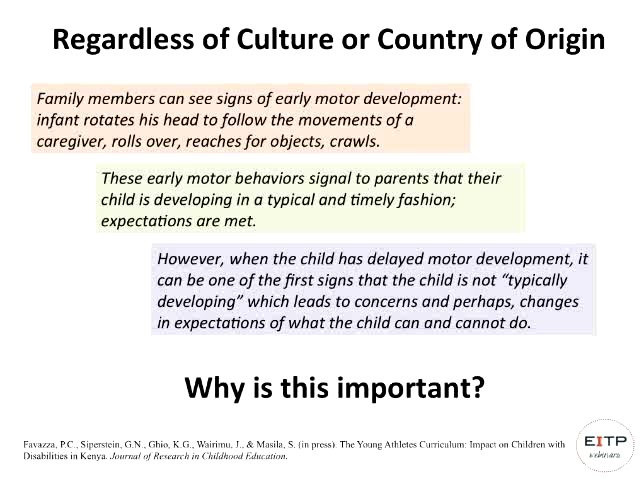 Regardless of Culture or Country of Origin
Family members can see signs of early motor development:
infant rotates his head to follow the movements of a
caregiver, rolls over, reaches for objects, crawls.
These early motor behaviors signal to parents that their
child is developing in a typical and timely fashion;
expectations are met.
However, when the child has delayed motor development, it
can be one of the first signs that the child is not “typically
developing” which leads to concerns and perhaps, changes
in expectations of what the child can and cannot do.
Why is this important?
Favazza, P.C., Siperstein, G.N., Ghio, K.G., Wairimu, J., & Masila, S. (in press). The Young Athletes Curriculum: Impact on Children with
Disabilities in Kenya. Journal of Research in Childhood Education.
EITP
webinars